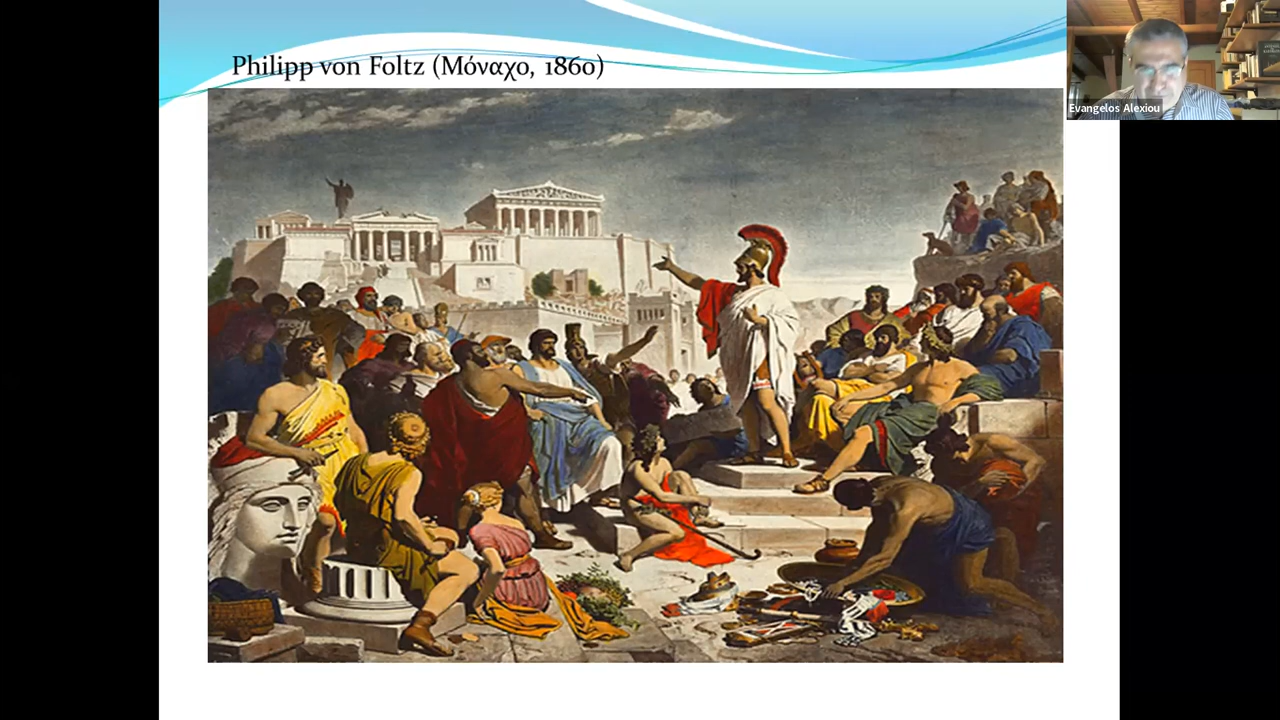 Philipp von Foltz (Μόναχο, 1860)
Evangelos Alexiou